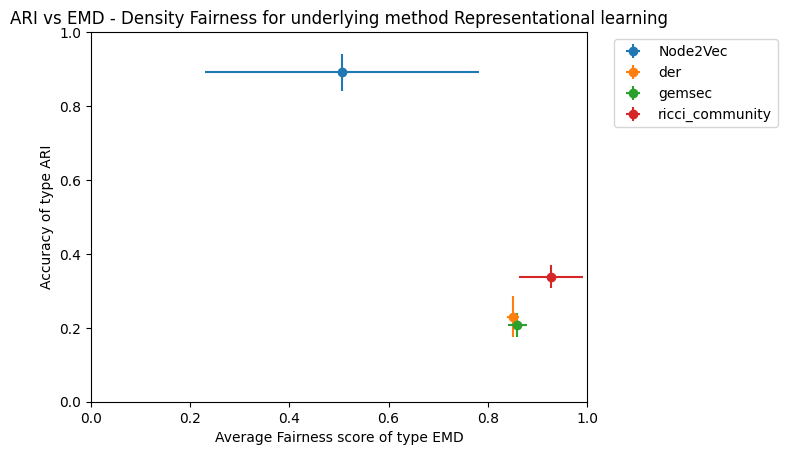 ARI vs EMD - Density Fairness for underlying method Representational learning
Node2Vec
der
gemsec
ricci_community
Accuracy of type ARI
1.0
0.8
0.6
0.4
0.2
0.0
0.0 0.2 0.4 0.6 0.8 1.0
Average Fairness score of type EMD